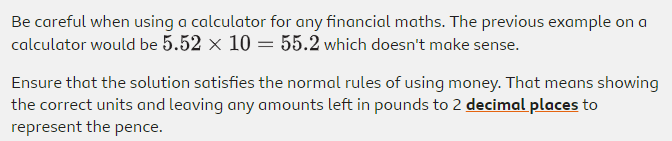 Be careful when using a calculator for any financial maths. The previous example on a
calculator would be 5.52 × 10 = 55.2 which doesn't make sense.
Ensure that the solution satisfies the normal rules of using money. That means showing
the correct units and leaving any amounts left in pounds to 2 decimal places to
represent the pence.